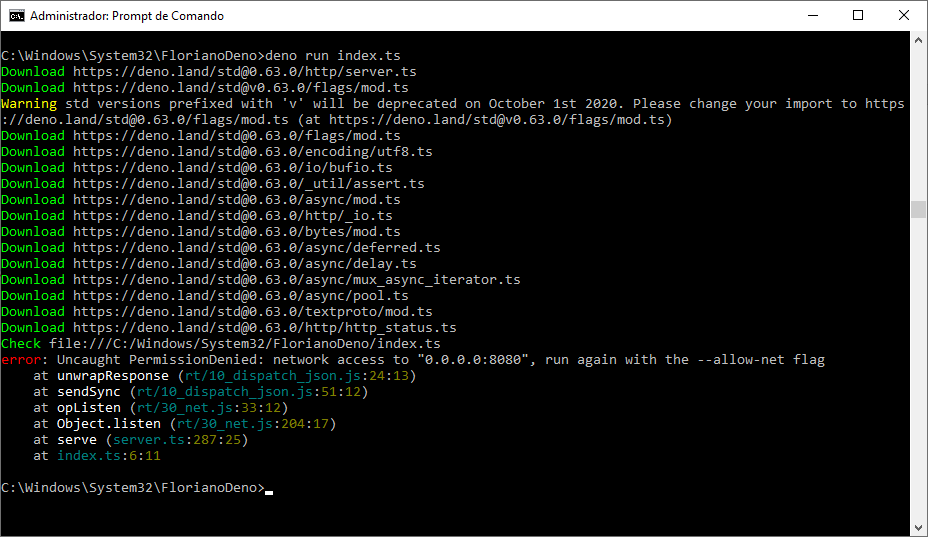 Administrador: Prompt de Comando
C:\Windows\System32\FlorianoDeno>deno run index.ts
Download https://deno.land/std@0.63.0/http/server.ts
Download https://deno.land/std@v0.63.0/flags/mod.ts
Warning std versions prefixed with 'v' will be deprecated on October 1st 2020. Please change your import to https
://deno.land/std@0.63.0/flags/mod.ts (at https://deno.land/std@v0.63.0/flags/mod.ts)
Download https://deno.land/std@0.63.0/flags/mod.ts
Download https://deno.land/std@0.63.0/encoding/utf8.ts
Download https://deno.land/std@0.63.0/io/bufio.ts
Download https://deno.land/std@0.63.0/_util/assert.ts
Download https://deno.land/std@0.63.0/async/mod.ts
Download https://deno.land/std@0.63.0/http/_io.ts
Download https://deno.land/std@0.63.0/bytes/mod.ts
Download https://deno.land/std@0.63.0/async/deferred.ts
Download https://deno.land/std@0.63.0/async/delay.ts
Download https://deno.land/std@0.63.0/async/mux_async_iterator.ts
Download https://deno.land/std@0.63.0/async/pool.ts
Download https://deno.land/std@0.63.0/textproto/mod.ts
Download https://deno.land/std@0.63.0/http/http_status.ts
Check file:///C:/Windows/System32/FlorianoDeno/index.ts
error: Uncaught PermissionDenied: network access to "0.0.0.0:8080", run again with the --allow-net flag
    at unwrapResponse (rt/10_dispatch_json.js:24:13)
    at sendSync (rt/10_dispatch_json.js:51:12)
    at opListen (rt/30_net.js:33:12)
    at Object.listen (rt/30_net.js:204:17)
    at serve (server.ts:287:25)
    at index.ts:6:11
C:\Windows\System32\FlorianoDeno>